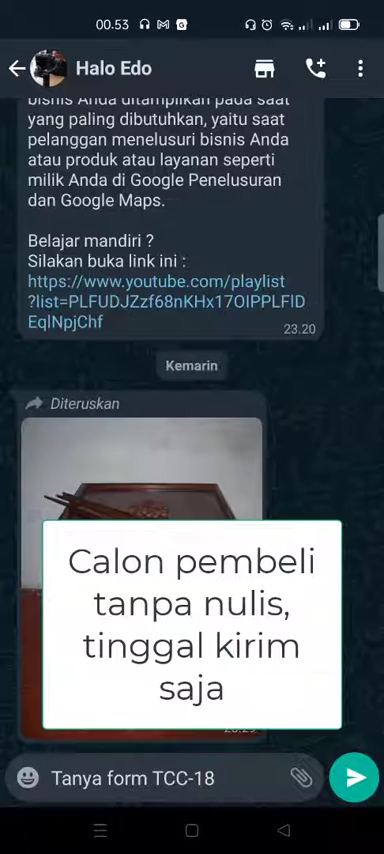 00.53
Halo Edo
bisnis Anda ditampilkan pada saat
yang paling dibutuhkan, yaitu saat
pelanggan menelusuri bisnis Anda
atau produk atau layanan seperti
milik Anda di Google Penelusuran
dan Google Maps.
Belajar mandiri ?
Silakan buka link ini :
https://www.youtube.com/playlist
?list=PLFUDJZzf68nKHx17OIPPLFID
EqlNpjChf
23.20
Kemarin
Diteruskan
Calon pembeli
tanpa nulis,
tinggal kirim
saja
Tanya form TCC-18